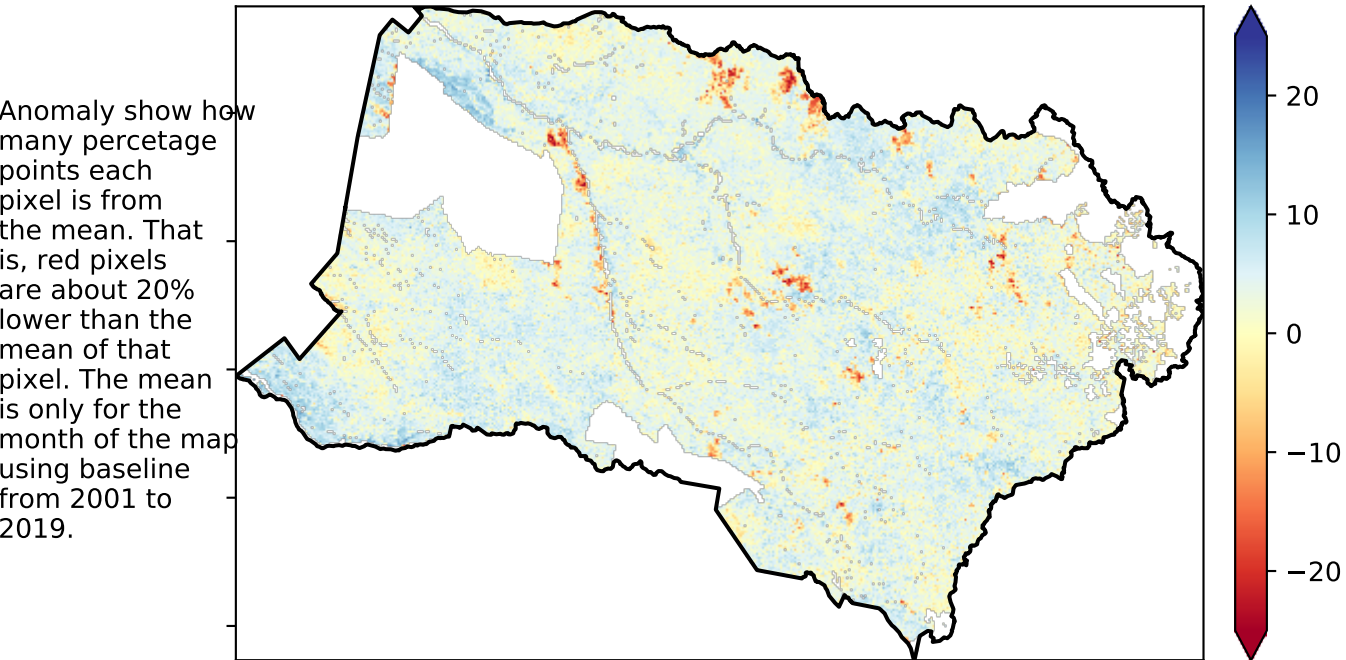 Anomaly show how
many percetage
points each
pixel is from
the mean. That
is, red pixels
are about 20%
lower than the
mean of that
pixel. The mean
is only for the
month of the map
using baseline
from 2001 to
2019.
20
10
0
−10
−20